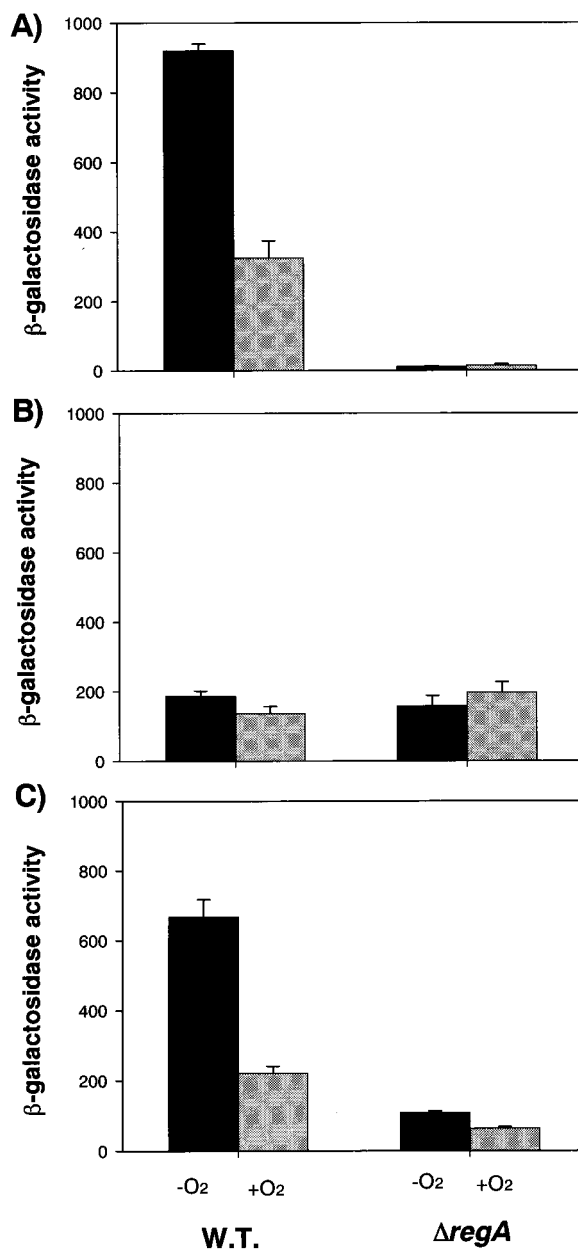 A)
β-galactosidase activity
1000
800
600
400
200
0
B)
β-galactosidase activity
1000
800
600
400
200
0
C)
β-galactosidase activity
1000
800
600
400
200
0
-O2 +O2 -O2 +O2
W.T. ΔregA